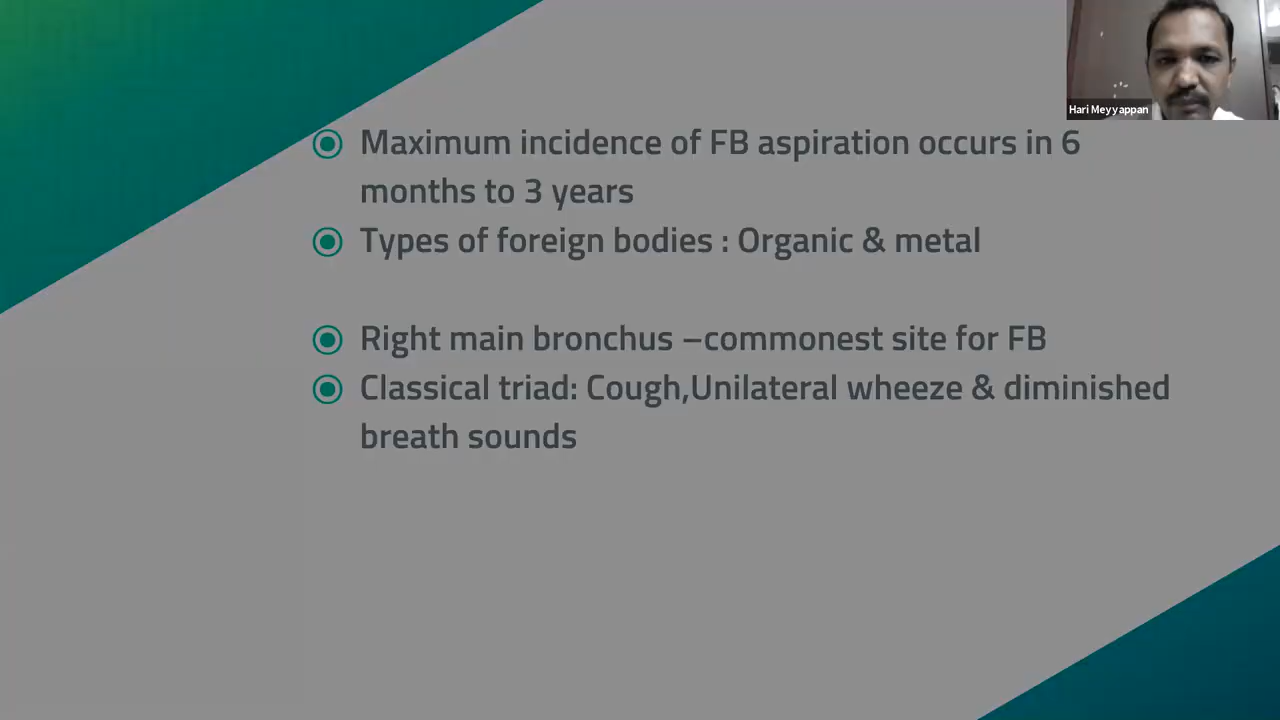 Hari Meyyappan
Maximum incidence of FB aspiration occurs in 6
months to 3 years
Types of foreign bodies : Organic & metal
Right main bronchus –commonest site for FB
Classical triad: Cough,Unilateral wheeze & diminished
breath sounds